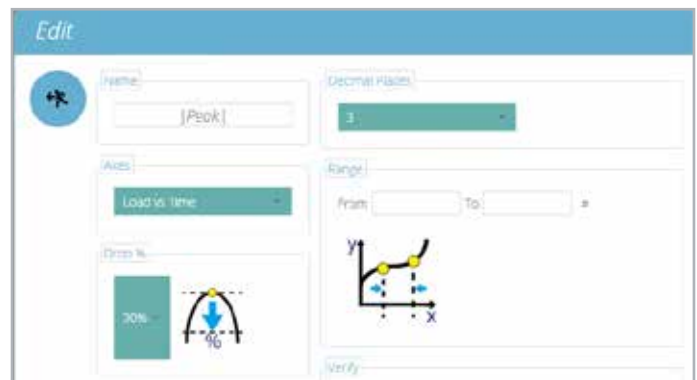 Edit
Name
|Peak|
Decimal Places
3
Axes
Load vs. Time
Range
From
To
Drop %
30%
%
y
x
Verify